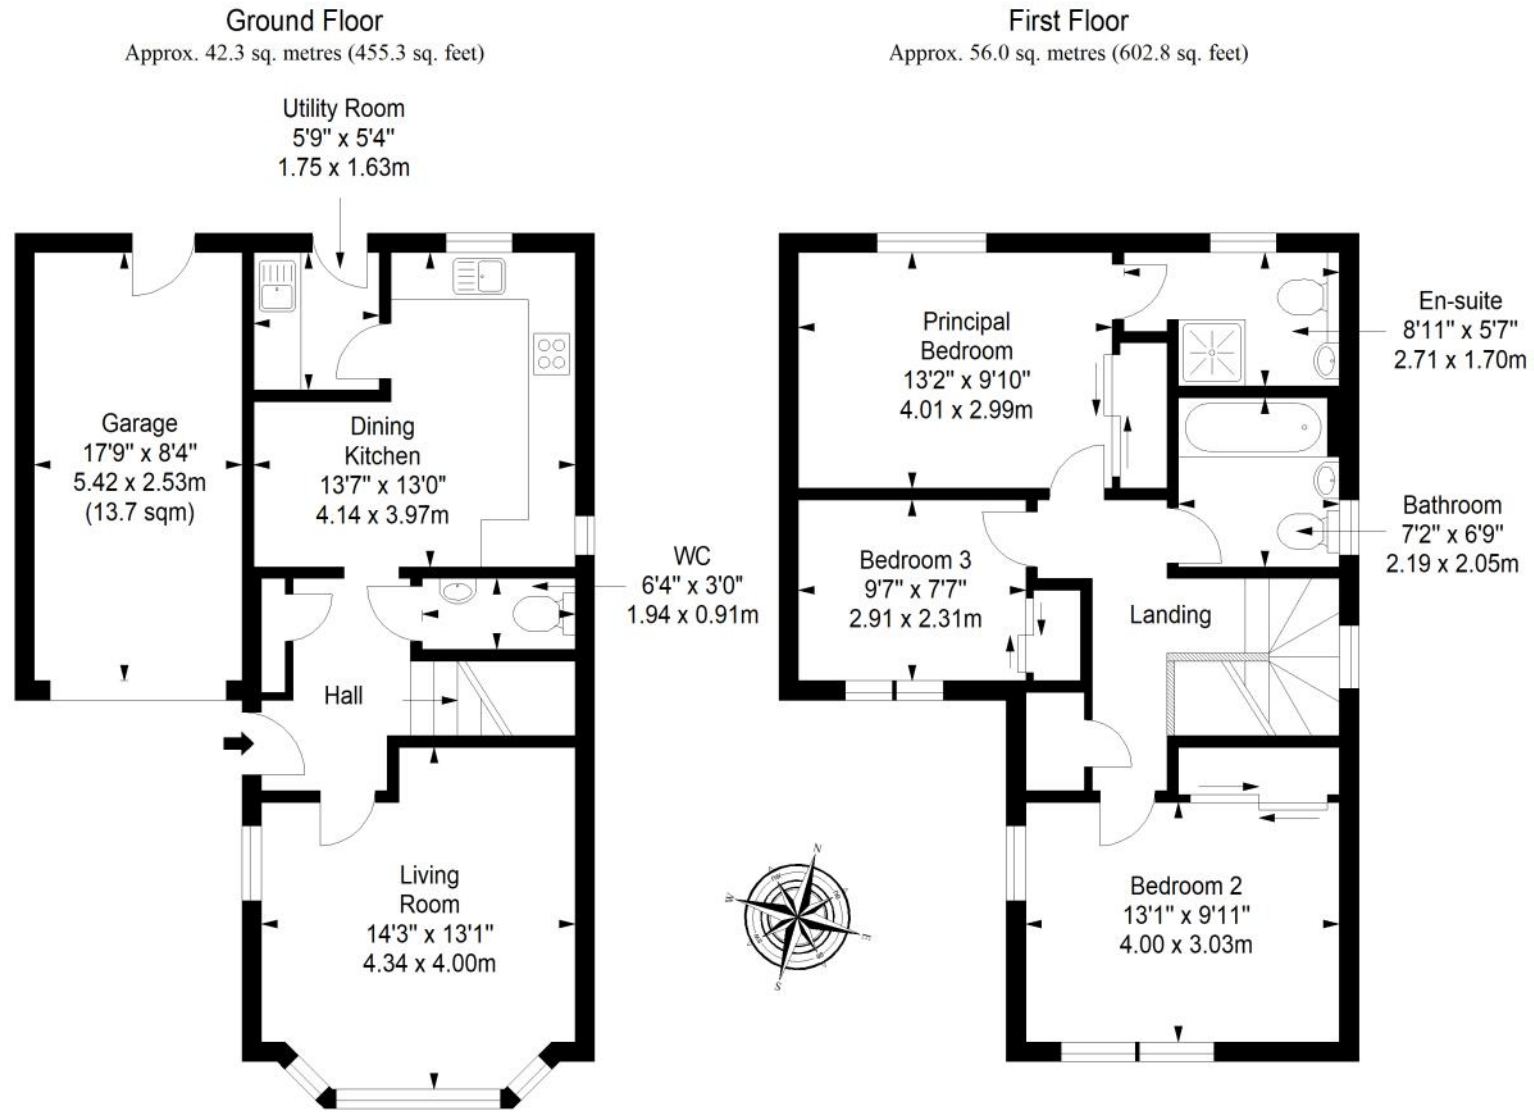 Ground Floor
Approx. 42.3 sq. metres (455.3 sq. feet)
Utility Room
5'9" x 5'4"
1.75 x 1.63m
Garage
17'9" x 8'4"
5.42 x 2.53m
(13.7 sqm)
Dining
Kitchen
13'7" x 13'0"
4.14 x 3.97m
WC
6'4" x 3'0"
1.94 x 0.91m
Hall
Living
Room
14'3" x 13'1"
4.34 x 4.00m
First Floor
Approx. 56.0 sq. metres (602.8 sq. feet)
Principal
Bedroom
13'2" x 9'10"
4.01 x 2.99m
En-suite
8'11" x 5'7"
2.71 x 1.70m
Bathroom
7'2" x 6'9"
2.19 x 2.05m
Bedroom 3
9'7" x 7'7"
2.91 x 2.31m
Landing
Bedroom 2
13'1" x 9'11"
4.00 x 3.03m
N
W
E
S